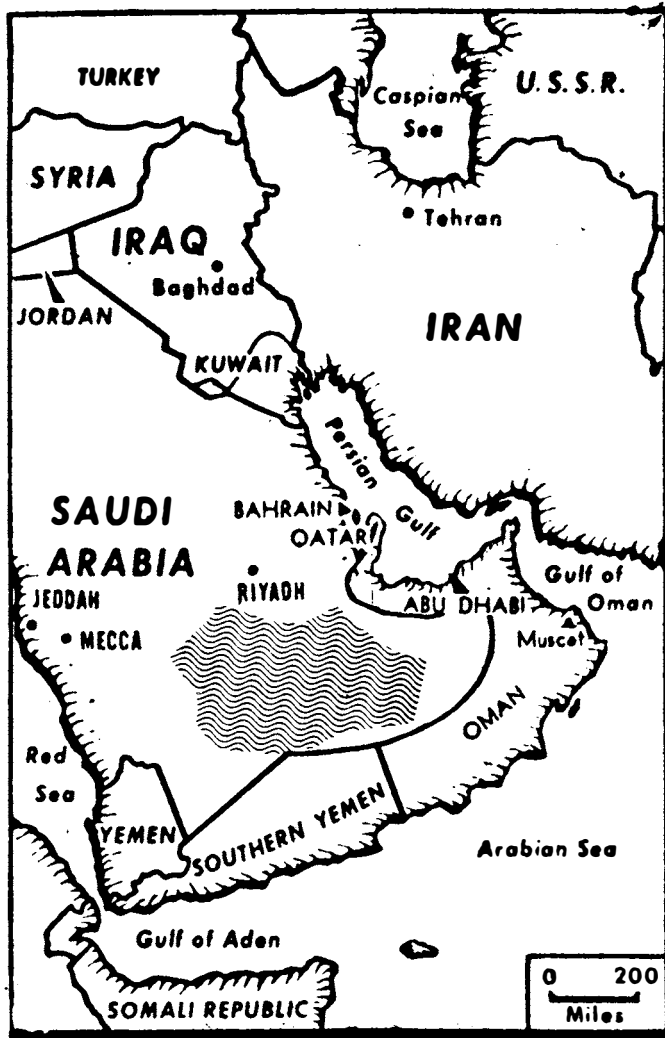 TURKEY
Caspian
Sea
U.S.S.R.
SYRIA
Tehran
IRAQ
Baghdad
JORDAN
IRAN
KUWAIT
Persian
Gulf
SAUDI
ARABIA
BAHRAIN
QATAR
RIYADH
ABU DHABI
Gulf of
Oman
JEDDAH
MECCA
Muscat
OMAN
Red
Sea
YEMEN
SOUTHERN YEMEN
Arabian Sea
Gulf of Aden
SOMALI REPUBLIC
0 200
Miles